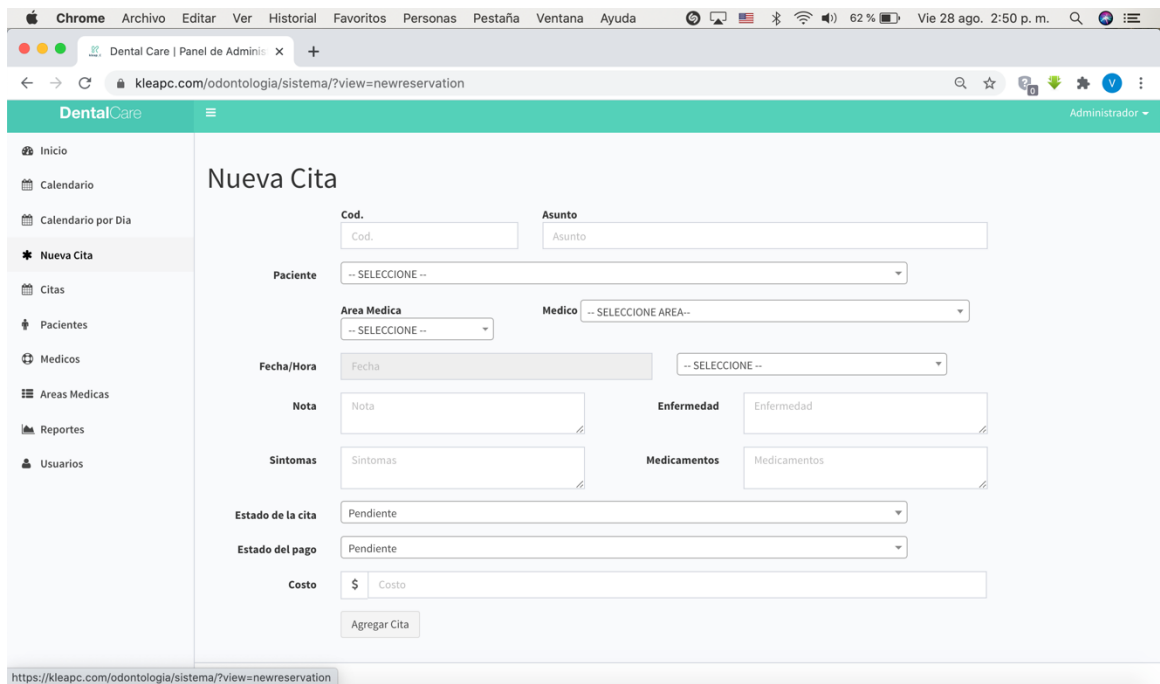 Chrome Archivo Editar Ver Historial Favoritos Personas Pestaña Ventana Ayuda 62 % Vie 28 ago. 2:50 p. m.
Dental Care | Panel de Adminis
kleapc.com/odontologia/sistema/?view=newreservation 0 V
DentalCare Administrador
Inicio
Calendario
Calendario por Dia
Nueva Cita
Citas
Pacientes
Medicos
Areas Medicas
Reportes
Usuarios
Nueva Cita
Cod. Asunto
Cod. Asunto
Paciente -- SELECCIONE --
Area Medica Medico -- SELECCIONE AREA--
-- SELECCIONE --
Fecha/Hora Fecha -- SELECCIONE --
Nota Nota Enfermedad Enfermedad
Sintomas Sintomas Medicamentos Medicamentos
Estado de la cita Pendiente
Estado del pago Pendiente
Costo $ Costo
Agregar Cita
https://kleapc.com/odontologia/sistema/?view=newreservation